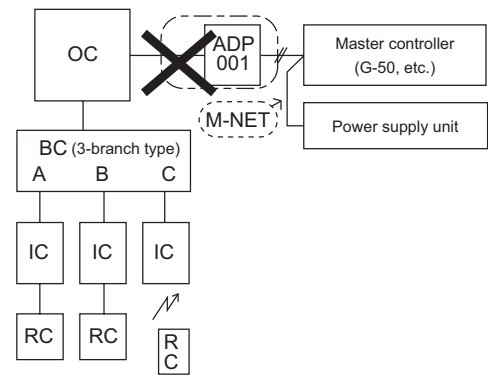 OC
ADP
001
Master controller
(G-50, etc.)
M-NET
Power supply unit
BC (3-branch type)
A B C
IC IC IC
RC RC R
C